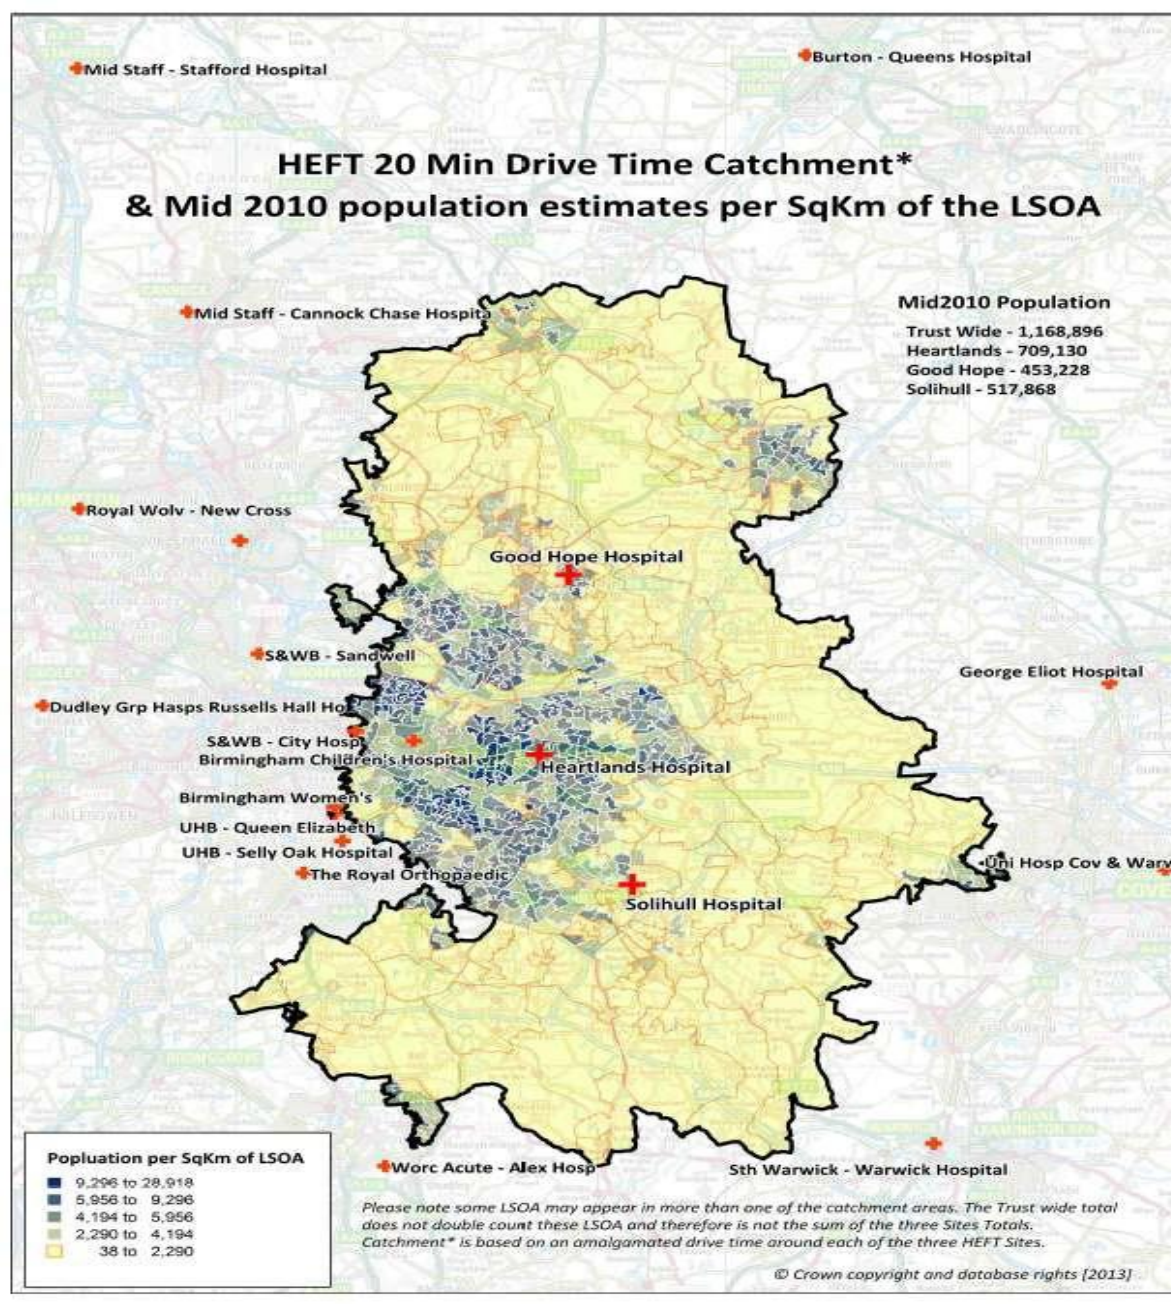 Mid Staff - Stafford Hospital
Burton - Queens Hospital
HEFT 20 Min Drive Time Catchment*
& Mid 2010 population estimates per SqKm of the LSOA
Mid Staff - Cannock Chase Hospita
Mid2010 Population
Trust Wide - 1,168,896
Heartlands - 709,130
Good Hope - 453,228
Solihull - 517,868
Royal Wolv - New Cross
Good Hope Hospital
S&WB - Sandwell
George Eliot Hospital
Dudley Grp Hasps Russells Hall Ho
S&WB - City Hosp
Birmingham Children's Hospital
Heartlands Hospital
Birmingham Women's
UHB - Queen Elizabeth
UHB - Selly Oak Hospital
Uni Hosp Cov & Warw
The Royal Orthopaedic
Solihull Hospital
Worc Acute - Alex Hosp
Sth Warwick - Warwick Hospital
Popluation per SqKm of LSOA
9,296 to 28,918
5,956 to 9,296
4,194 to 5,956
2,290 to 4,194
38 to 2,290
Please note some LSOA may appear in more than one of the catchment areas. The Trust wide total
does not double count these LSOA and therefore is not the sum of the three Sites Totals.
Catchment* is based on an amalgamated drive time around each of the three HEFT Sites.
© Crown copyright and database rights [2013]